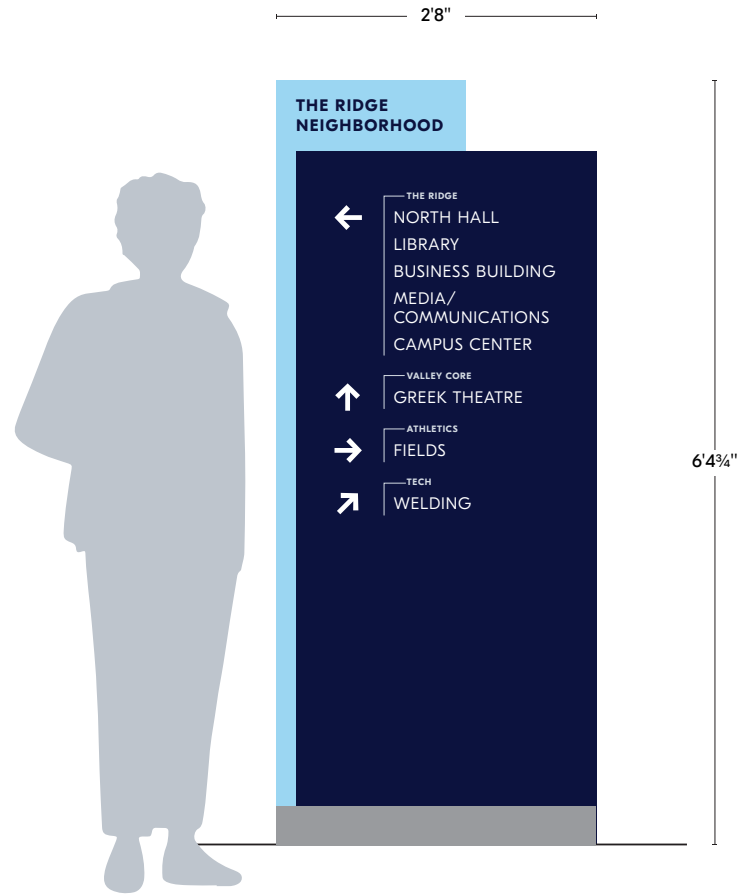 2'8"
THE RIDGE
NEIGHBORHOOD
THE RIDGE
NORTH HALL
LIBRARY
BUSINESS BUILDING
MEDIA/
COMMUNICATIONS
CAMPUS CENTER
VALLEY CORE
GREEK THEATRE
ATHLETICS
FIELDS
6'4¾"
TECH
WELDING